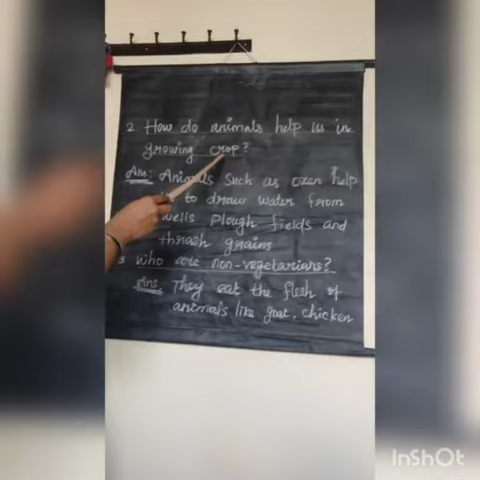 2. How do animals help us in
growing crop?
Ans: Animals such as oxen help
to draw water from
wells plough fields and
thrash grains
3 Who are non-vegetarians?
Ans They eat the flesh of
animals like goat, chicken
InShOt